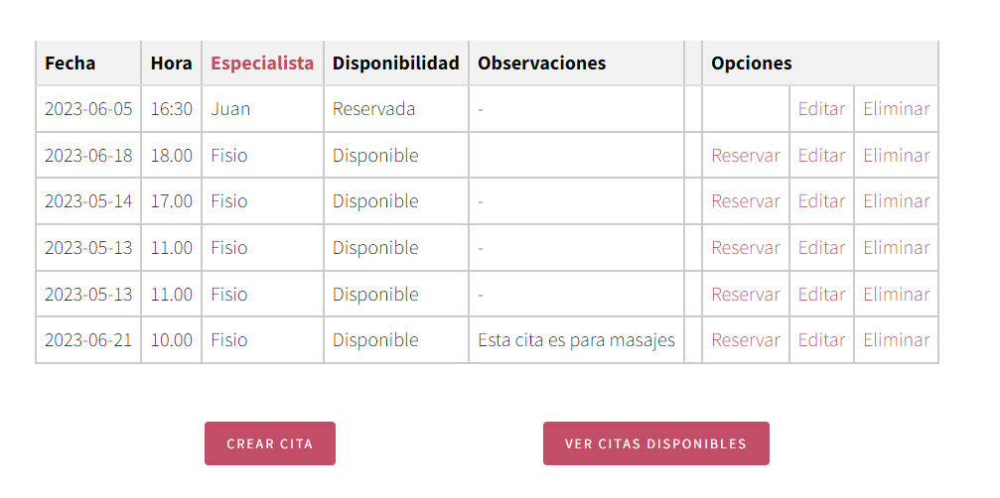 Fecha Hora Especialista Disponibilidad Observaciones Opciones
2023-06-05 16:30 Juan Reservada - Editar Eliminar
2023-06-18 18.00 Fisio Disponible Reservar Editar Eliminar
2023-05-14 17.00 Fisio Disponible - Reservar Editar Eliminar
2023-05-13 11.00 Fisio Disponible - Reservar Editar Eliminar
2023-05-13 11.00 Fisio Disponible - Reservar Editar Eliminar
2023-06-21 10.00 Fisio Disponible Esta cita es para masajes Reservar Editar Eliminar
CREAR CITA VER CITAS DISPONIBLES